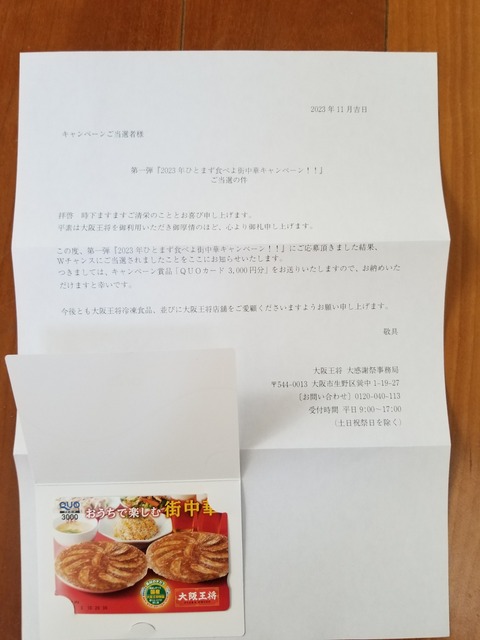 2023年11月吉日
キャンペーンご当選者様
第一弾『2023年ひとまず食べよ街中華キャンペーン!!』
ご当選の件
拝啓 時下ますますご清栄のこととお喜び申し上げます。
平素は大阪王将を御利用いただき御厚情のほど、心より御礼申し上げます。
この度、第一弾『2023年ひとまず食べよ街中華キャンペーン!!』にご応募頂きました結果、
Wチャンスにご当選されましたことをここにお知らせいたします。
つきましては、キャンペーン賞品「QUOカード 3,000円分」をお送りいたしますので、お納めいた
だけますと幸いです。
今後とも大阪王将冷凍食品、並びに大阪王将店舗をご愛顧くださいますようお願い申し上げます。
敬具
大阪王将 大感謝祭事務局
〒544-0013 大阪市生野区巽中1-19-27
[お問い合わせ] 0120-040-113
受付時間 平日9:00~17:00
(土日祝祭日を除く)
QUO
3000
おうちで楽しむ 街中華
国産
大阪王将